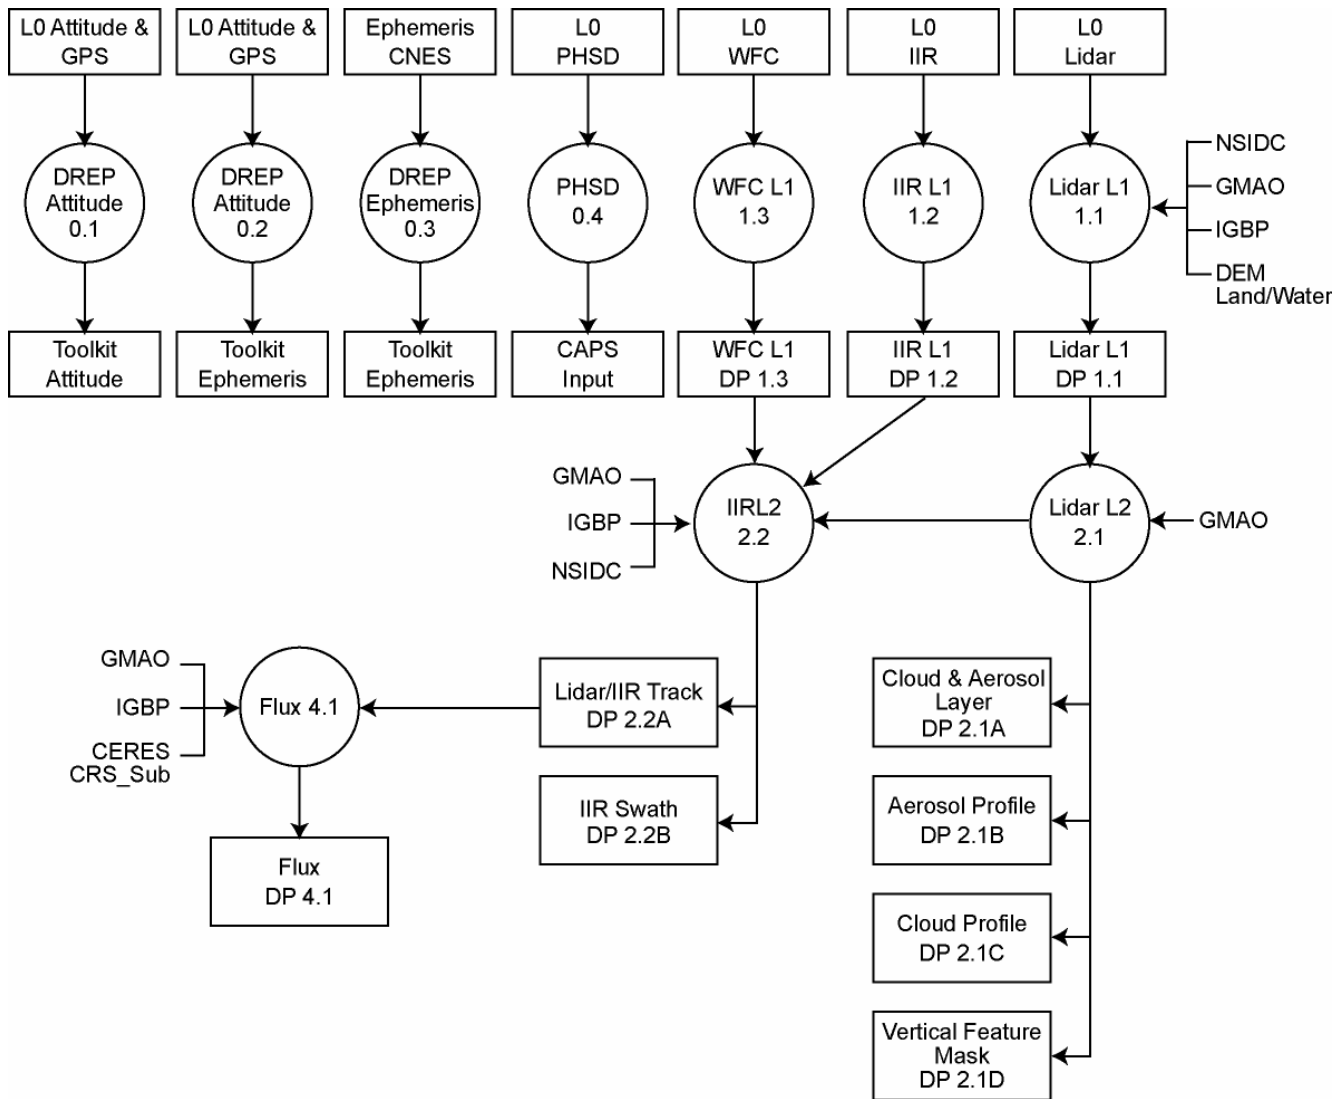 L0 Attitude &
GPS
L0 Attitude &
GPS
Ephemeris
CNES
L0
PHSD
L0
WFC
L0
IIR
L0
Lidar
DREP
Attitude
0.1
DREP
Attitude
0.2
DREP
Ephemeris
0.3
PHSD
0.4
WFC L1
1.3
IIR L1
1.2
Lidar L1
1.1
NSIDC
GMAO
IGBP
DEM
Land/Water
Toolkit
Attitude
Toolkit
Ephemeris
Toolkit
Ephemeris
CAPS
Input
WFC L1
DP 1.3
IIR L1
DP 1.2
Lidar L1
DP 1.1
GMAO
IGBP
NSIDC
IIRL2
2.2
Lidar L2
2.1
GMAO
GMAO
IGBP
CERES
CRS_Sub
Flux 4.1
Lidar/IIR Track
DP 2.2A
Cloud & Aerosol
Layer
DP 2.1A
IIR Swath
DP 2.2B
Aerosol Profile
DP 2.1B
Flux
DP 4.1
Cloud Profile
DP 2.1C
Vertical Feature
Mask
DP 2.1D